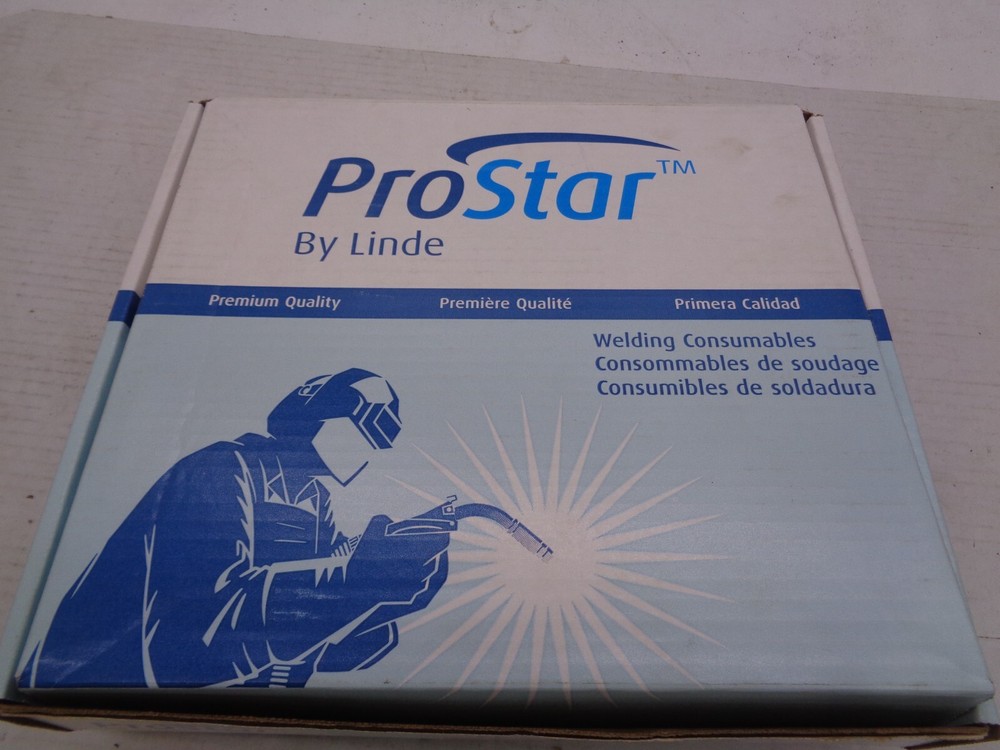 ProStar™
By Linde
Premium Quality Première Qualité Primera Calidad
Welding Consumables
Consommables de soudage
Consumibles de soldadura